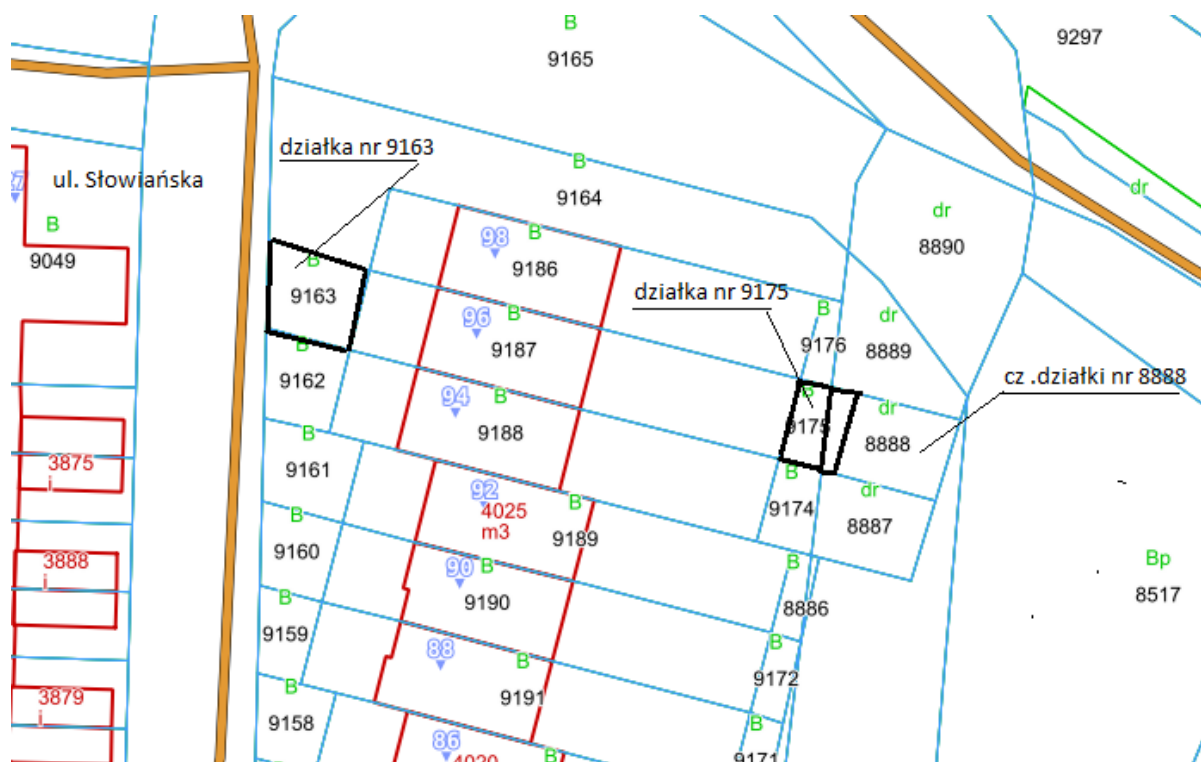 B
9165
9297
działka nr 9163
ul. Słowiańska
B
9164
dr
dr
8890
B
9049
98
B
9186
B
9163
działka nr 9175
96
B
9187
B
9176
dr
8889
cz .działki nr 8888
B
9162
94
B
9188
B
9175
dr
8888
B
9161
3875
i
92
4025
m3
B
9189
B
9174
dr
8887
B
9160
3888
i
90
B
9190
B
8886
Bp
8517
B
9159
88
B
9191
B
9172
3879
i
B
9158
86
B
B
9171